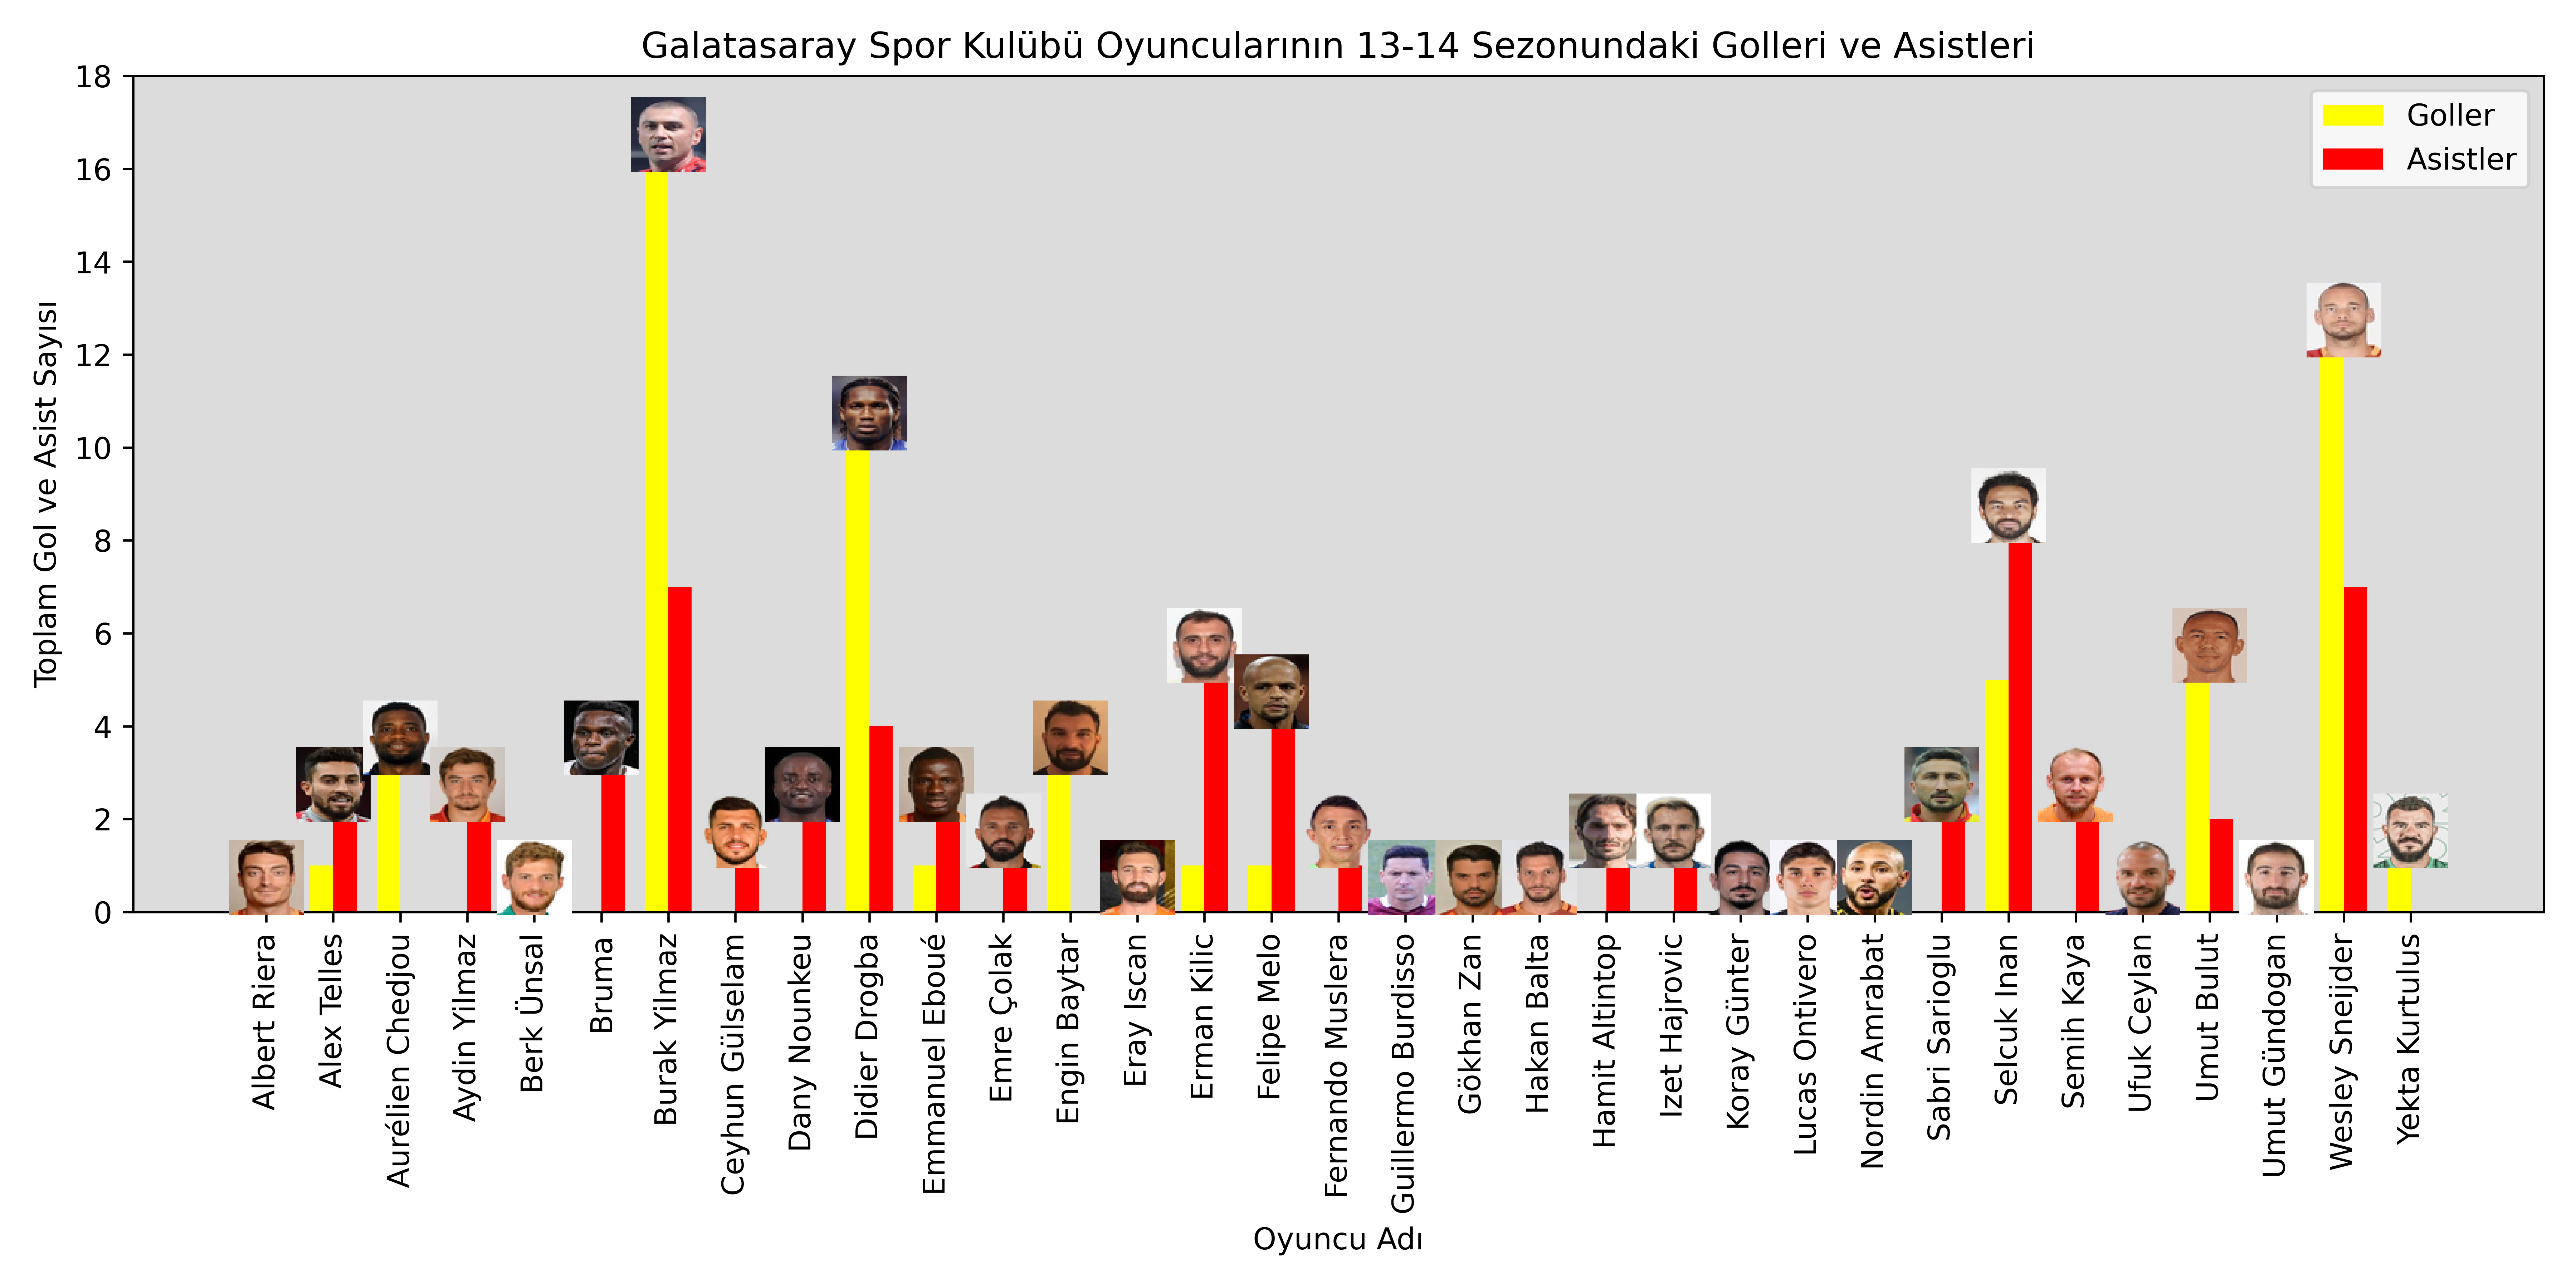 Galatasaray Spor Kulübü Oyuncularının 13-14 Sezonundaki Golleri ve Asistleri
Goller
Asistler
Toplam Gol ve Asist Sayısı
18
16
14
12
10
8
6
4
2
0
Albert Riera
Alex Telles
Aurélien Chedjou
Aydin Yilmaz
Berk Ünsal
Bruma
Burak Yilmaz
Ceyhun Gülselam
Dany Nounkeu
Didier Drogba
Emmanuel Eboué
Emre Çolak
Engin Baytar
Eray Iscan
Erman Kilic
Felipe Melo
Fernando Muslera
Guillermo Burdisso
Gökhan Zan
Hakan Balta
Hamit Altintop
Izet Hajrovic
Koray Günter
Lucas Ontivero
Nordin Amrabat
Sabri Sarioglu
Selcuk Inan
Semih Kaya
Ufuk Ceylan
Umut Bulut
Umut Gündogan
Wesley Sneijder
Yekta Kurtulus
Oyuncu Adı